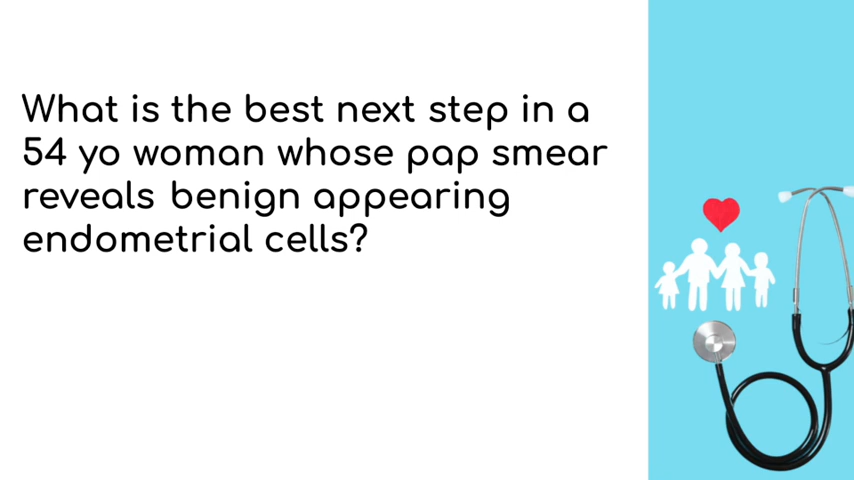 What is the best next step in a
54 yo woman whose pap smear
reveals benign appearing
endometrial cells?